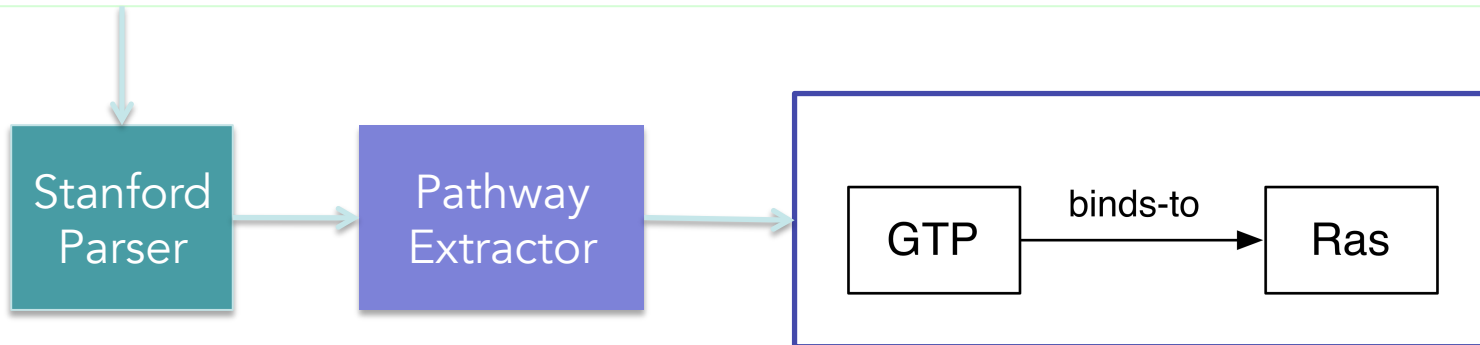 Stanford
Parser
Pathway
Extractor
GTP
binds-to
Ras